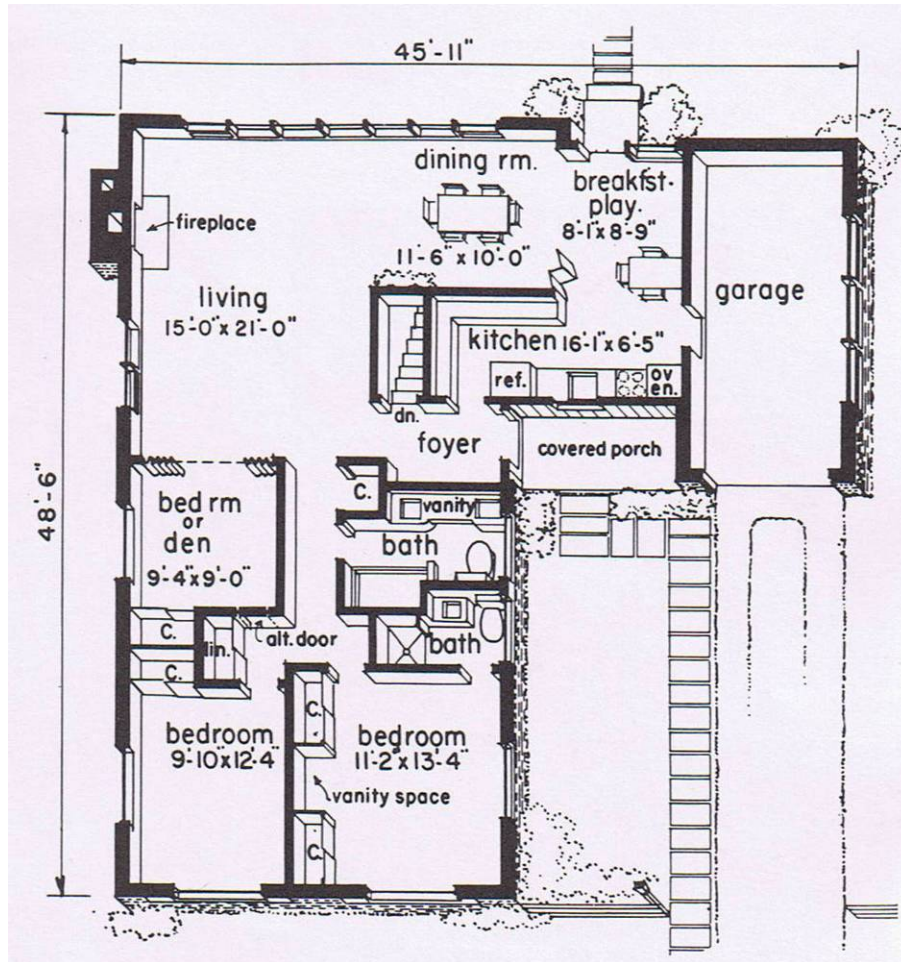 45'-11"
dining rm.
11'-6" x 10'-0"
breakfst-
play.
8'-1" x 8'-9"
fireplace
garage
living
15'-0" x 21'-0"
kitchen 16'-1" x 6'-5"
ref.
ov
en.
dn.
foyer
covered porch
48'-6"
C.
vanity
bed rm
or
den
9'-4" x 9'-0"
bath
C.
lin.
alt. door
bath
C.
bedroom
9'-10 x 12'-4
C.
bedroom
11'-2" x 13'-4"
vanity space
C.